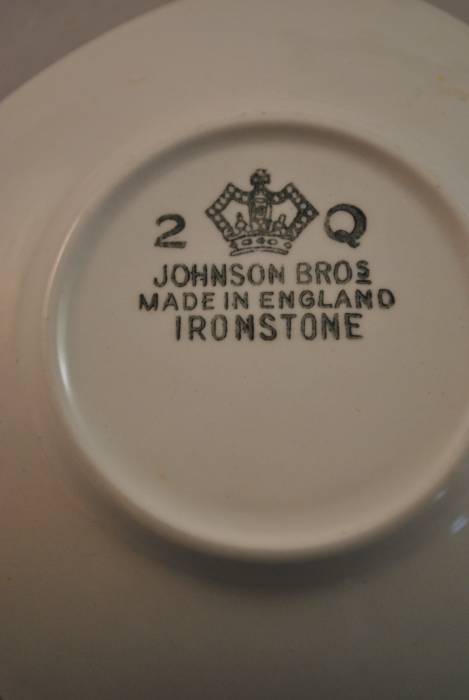 2 Q
JOHNSON BROS
MADE IN ENGLAND
IRONSTONE